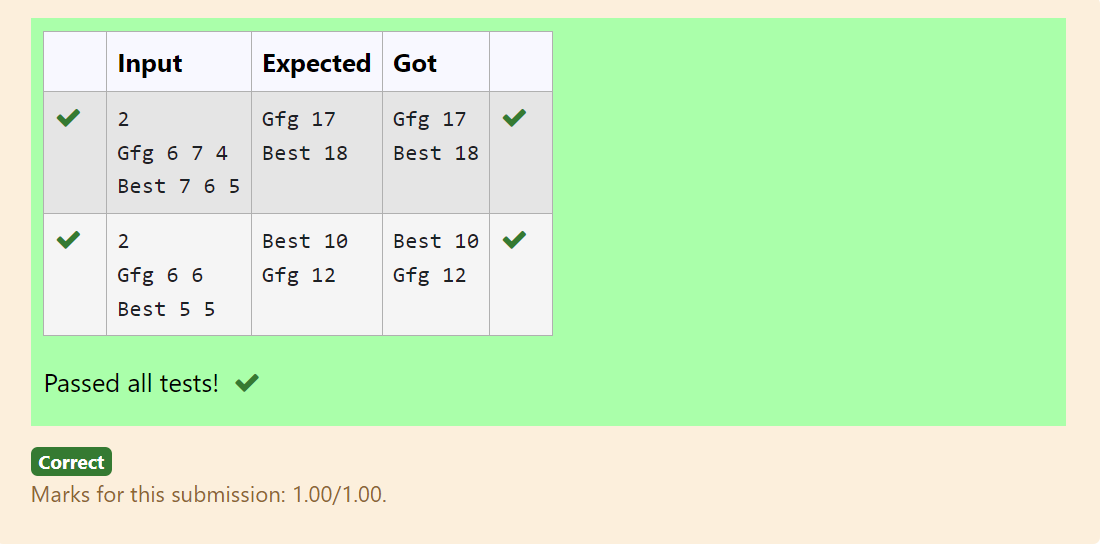 Input Expected Got
2 Gfg 17 Gfg 17
Gfg 6 7 4 Best 18 Best 18
Best 7 6 5
2 Best 10 Best 10
Gfg 6 6 Gfg 12 Gfg 12
Best 5 5
Passed all tests!
Correct
Marks for this submission: 1.00/1.00.